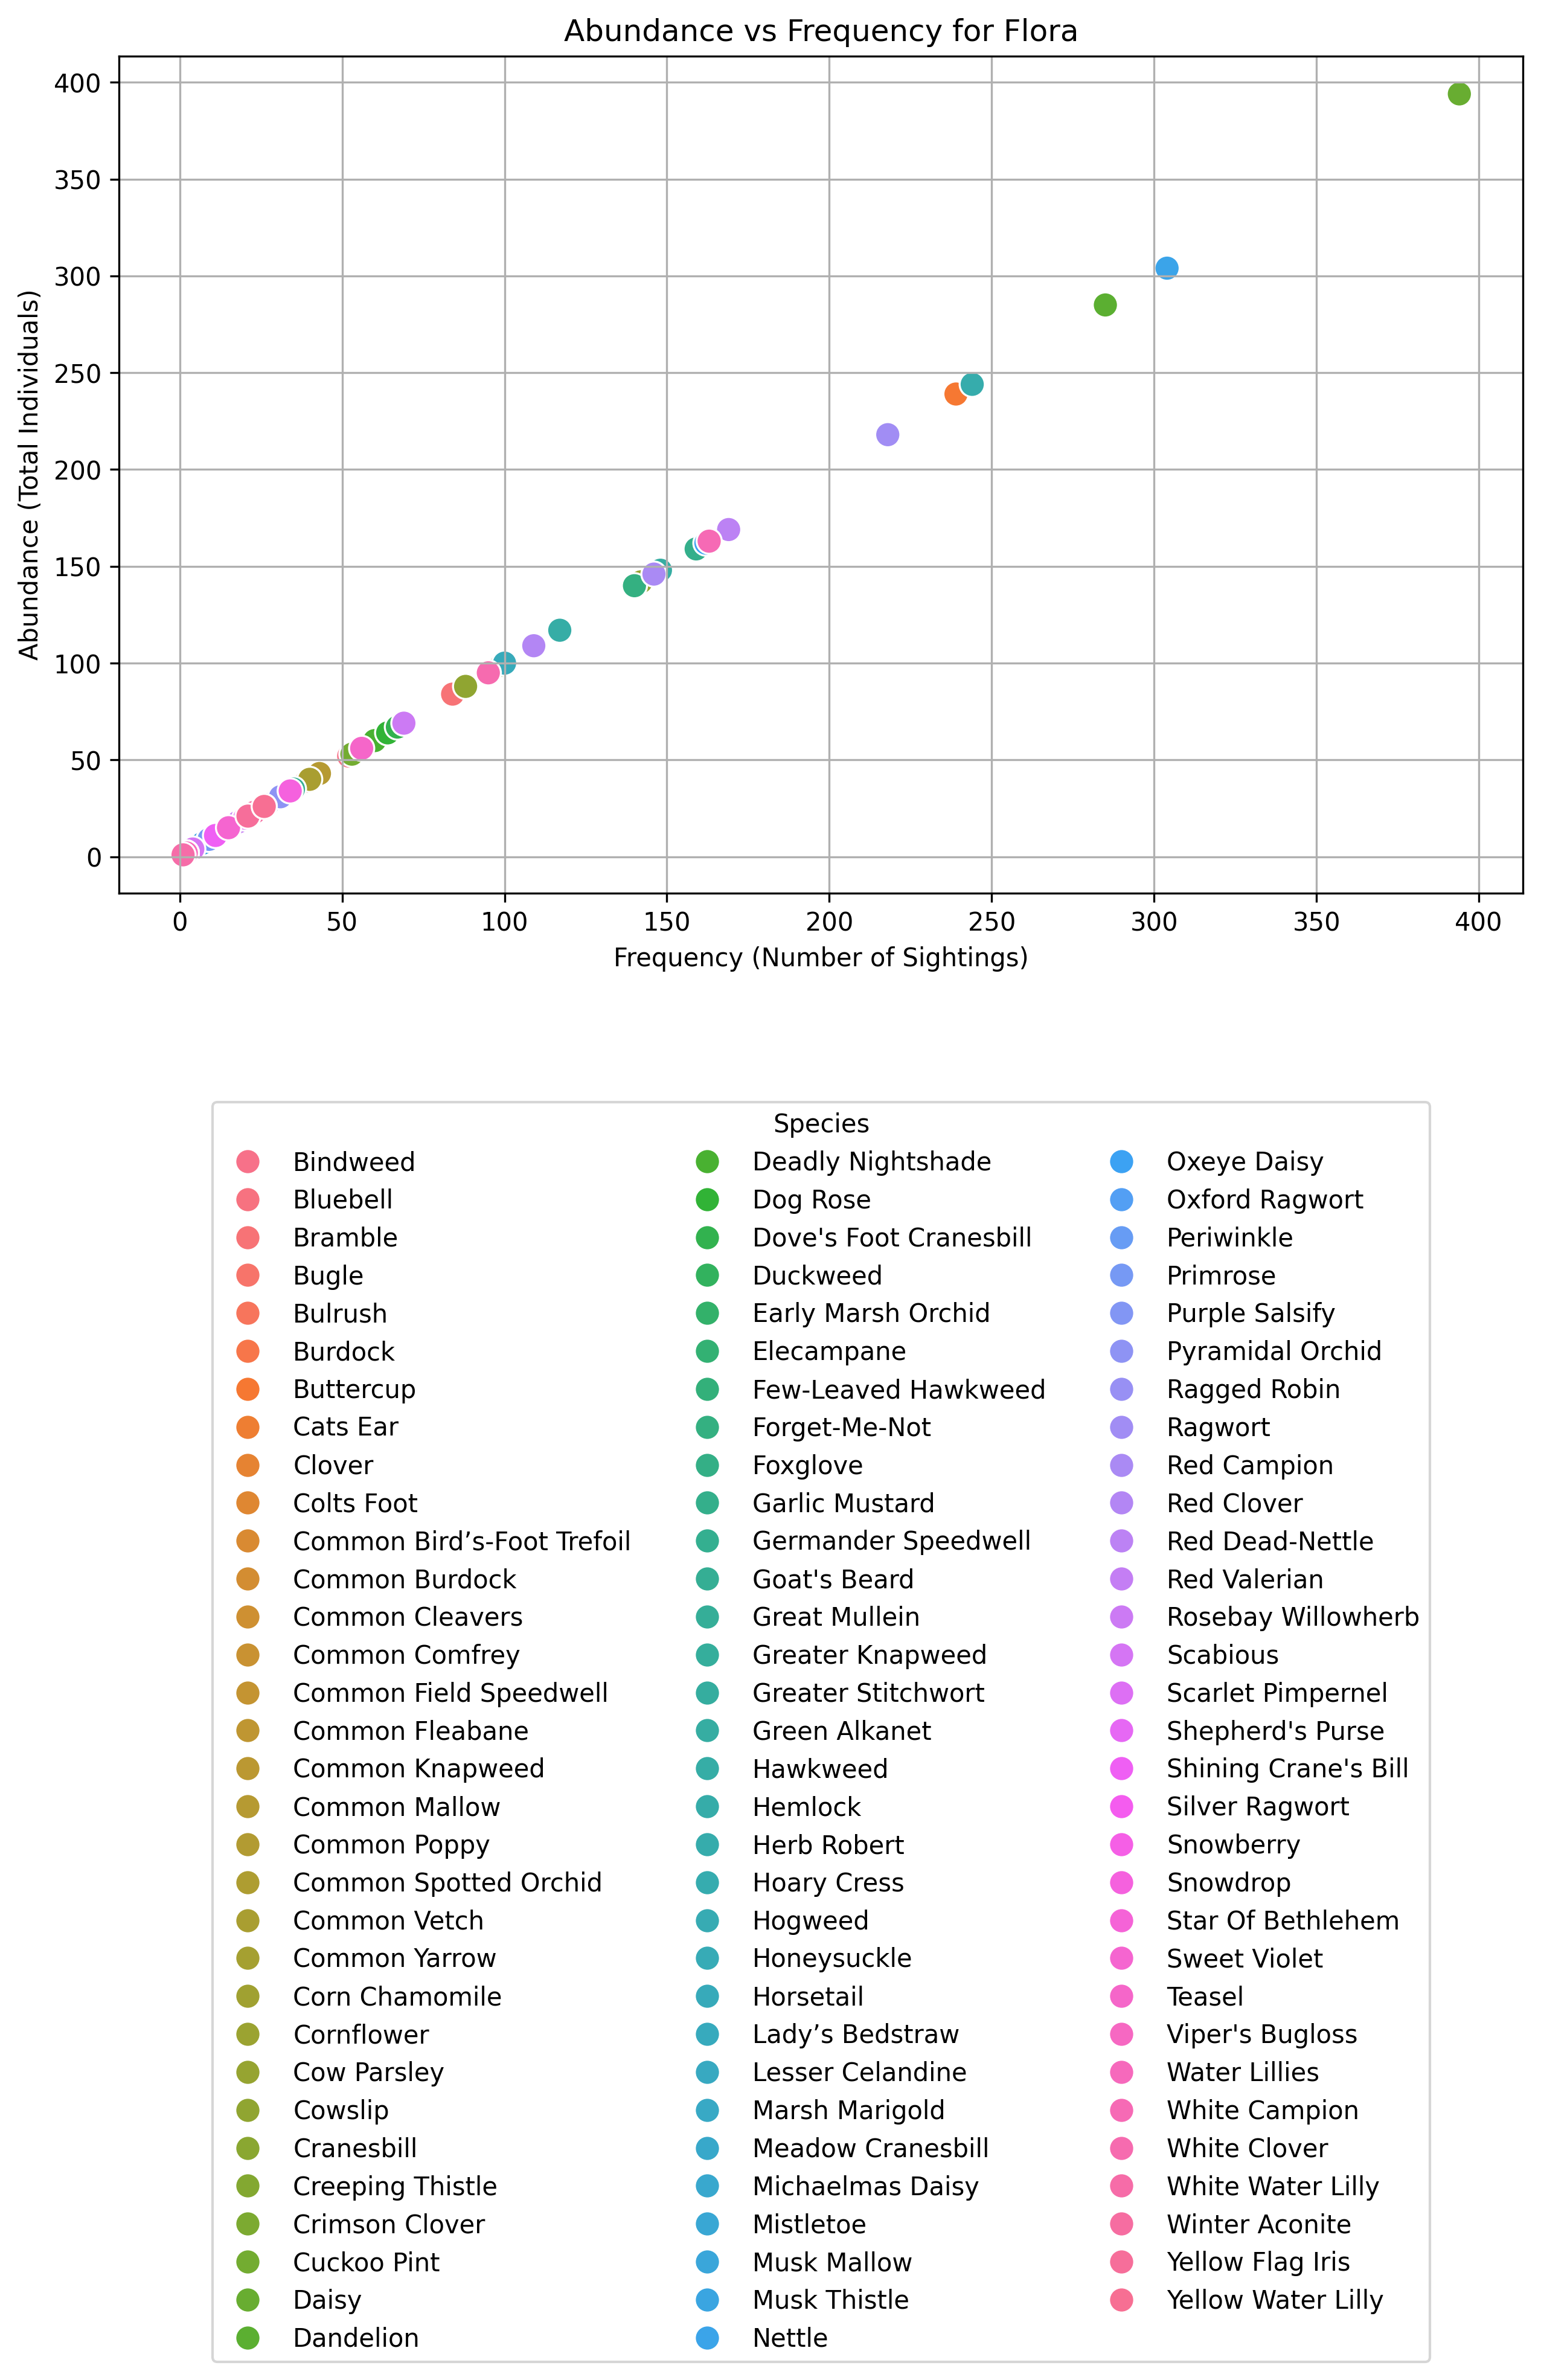 Abundance vs Frequency for Flora
Abundance (Total Individuals)
400
350
300
250
200
150
100
50
0
0 50 100 150 200 250 300 350 400
Frequency (Number of Sightings)
Species
Bindweed
Bluebell
Bramble
Bugle
Bulrush
Burdock
Buttercup
Cats Ear
Clover
Colts Foot
Common Bird’s-Foot Trefoil
Common Burdock
Common Cleavers
Common Comfrey
Common Field Speedwell
Common Fleabane
Common Knapweed
Common Mallow
Common Poppy
Common Spotted Orchid
Common Vetch
Common Yarrow
Corn Chamomile
Cornflower
Cow Parsley
Cowslip
Cranesbill
Creeping Thistle
Crimson Clover
Cuckoo Pint
Daisy
Dandelion
Deadly Nightshade
Dog Rose
Dove's Foot Cranesbill
Duckweed
Early Marsh Orchid
Elecampane
Few-Leaved Hawkweed
Forget-Me-Not
Foxglove
Garlic Mustard
Germander Speedwell
Goat's Beard
Great Mullein
Greater Knapweed
Greater Stitchwort
Green Alkanet
Hawkweed
Hemlock
Herb Robert
Hoary Cress
Hogweed
Honeysuckle
Horsetail
Lady’s Bedstraw
Lesser Celandine
Marsh Marigold
Meadow Cranesbill
Michaelmas Daisy
Mistletoe
Musk Mallow
Musk Thistle
Nettle
Oxeye Daisy
Oxford Ragwort
Periwinkle
Primrose
Purple Salsify
Pyramidal Orchid
Ragged Robin
Ragwort
Red Campion
Red Clover
Red Dead-Nettle
Red Valerian
Rosebay Willowherb
Scabious
Scarlet Pimpernel
Shepherd's Purse
Shining Crane's Bill
Silver Ragwort
Snowberry
Snowdrop
Star Of Bethlehem
Sweet Violet
Teasel
Viper's Bugloss
Water Lillies
White Campion
White Clover
White Water Lilly
Winter Aconite
Yellow Flag Iris
Yellow Water Lilly